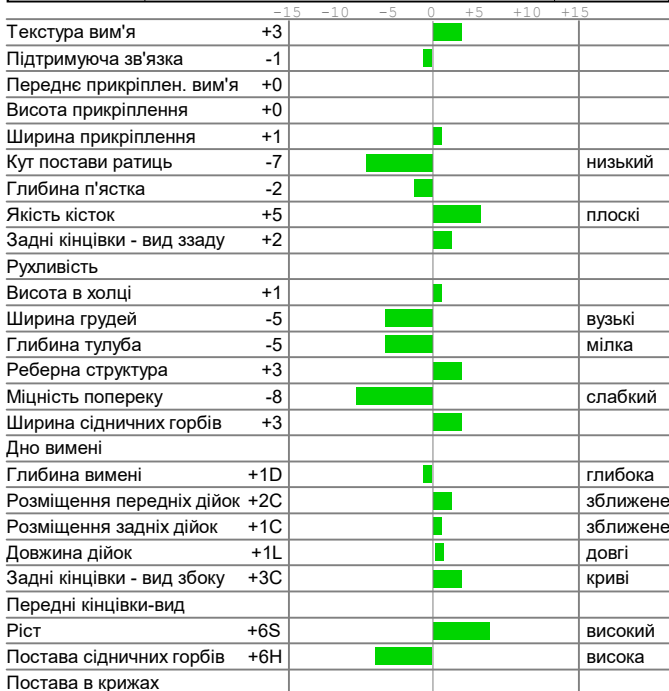 -15 -10 -5 0 +5 +10 +15
Текстура вим'я +3
Підтримуюча зв'язка -1
Переднє прикріплен. вим'я +0
Висота прикріплення +0
Ширина прикріплення +1
Кут постави ратиць -7 низький
Глибина п'ястка -2
Якість кісток +5 плоскі
Задні кінцівки - вид ззаду +2
Рухливість
Висота в холці +1
Ширина грудей -5 вузькі
Глибина тулуба -5 мілка
Реберна структура +3
Міцність попереку -8 слабкий
Ширина сідничних горбів +3
Дно вимені
Глибина вимені +1D глибока
Розміщення передніх дійок +2C зближене
Розміщення задніх дійок +1C зближене
Довжина дійок +1L довгі
Задні кінцівки - вид збоку +3C криві
Передні кінцівки-вид
Ріст +6S високий
Постава сідничних горбів +6H висока
Постава в крижах